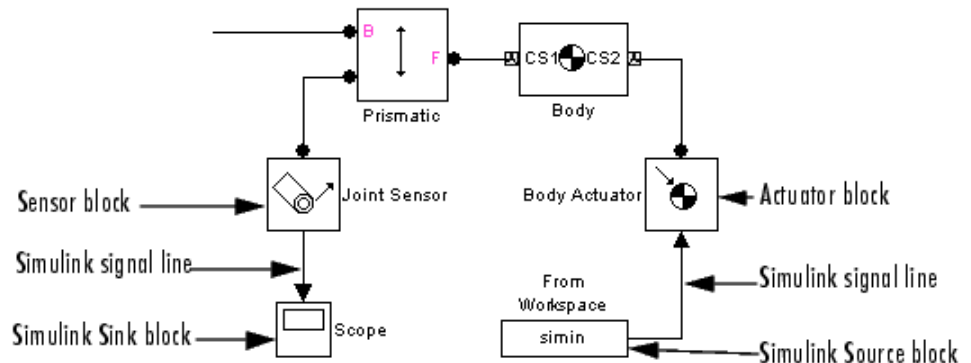 B
F
CS1 CS2
Prismatic
Body
Sensor block
Joint Sensor
Body Actuator
Actuator block
Simulink signal line
From
Workspace
Simulink signal line
Simulink Sink block
Scope
simin
Simulink Source block